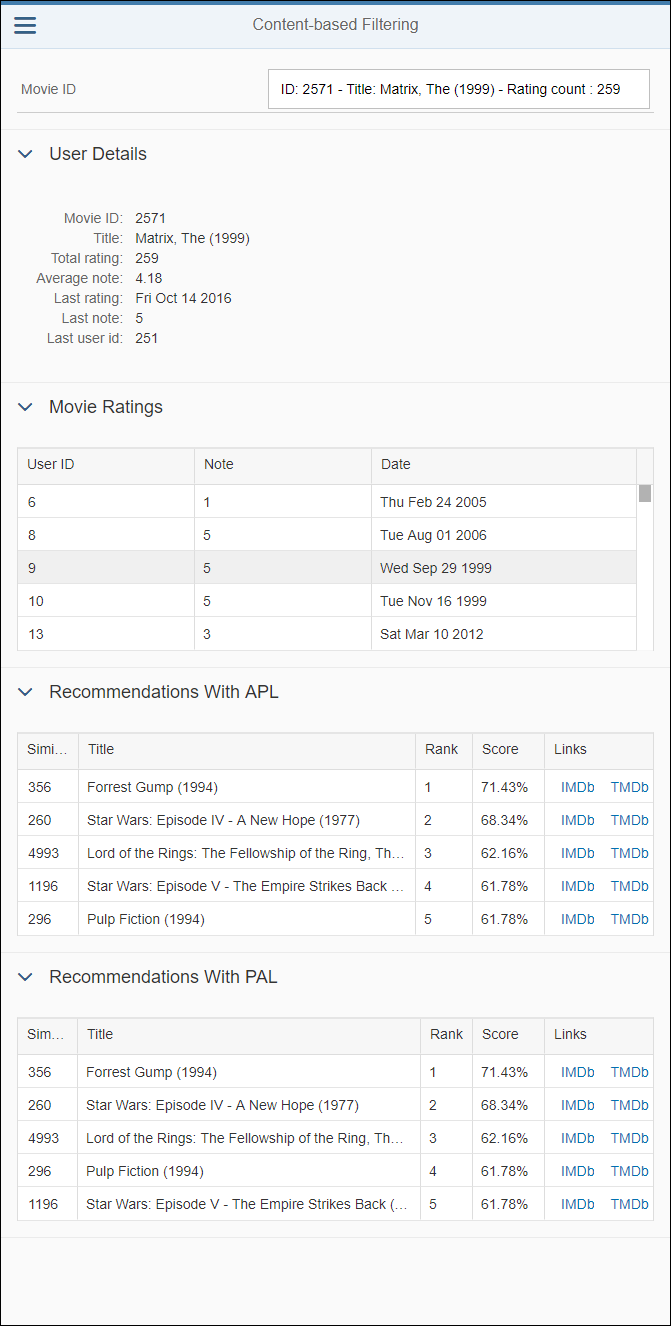 Content-based Filtering
Movie ID ID: 2571 - Title: Matrix, The (1999) - Rating count : 259
User Details
Movie ID: 2571
Title: Matrix, The (1999)
Total rating: 259
Average note: 4.18
Last rating: Fri Oct 14 2016
Last note: 5
Last user id: 251
Movie Ratings
User ID Note Date
6 1 Thu Feb 24 2005
8 5 Tue Aug 01 2006
9 5 Wed Sep 29 1999
10 5 Tue Nov 16 1999
13 3 Sat Mar 10 2012
Recommendations With APL
Simi... Title Rank Score Links
356 Forrest Gump (1994) 1 71.43% IMDb TMDb
260 Star Wars: Episode IV - A New Hope (1977) 2 68.34% IMDb TMDb
4993 Lord of the Rings: The Fellowship of the Ring, Th... 3 62.16% IMDb TMDb
1196 Star Wars: Episode V - The Empire Strikes Back ... 4 61.78% IMDb TMDb
296 Pulp Fiction (1994) 5 61.78% IMDb TMDb
Recommendations With PAL
Sim... Title Rank Score Links
356 Forrest Gump (1994) 1 71.43% IMDb TMDb
260 Star Wars: Episode IV - A New Hope (1977) 2 68.34% IMDb TMDb
4993 Lord of the Rings: The Fellowship of the Ring, Th... 3 62.16% IMDb TMDb
296 Pulp Fiction (1994) 4 61.78% IMDb TMDb
1196 Star Wars: Episode V - The Empire Strikes Back (... 5 61.78% IMDb TMDb